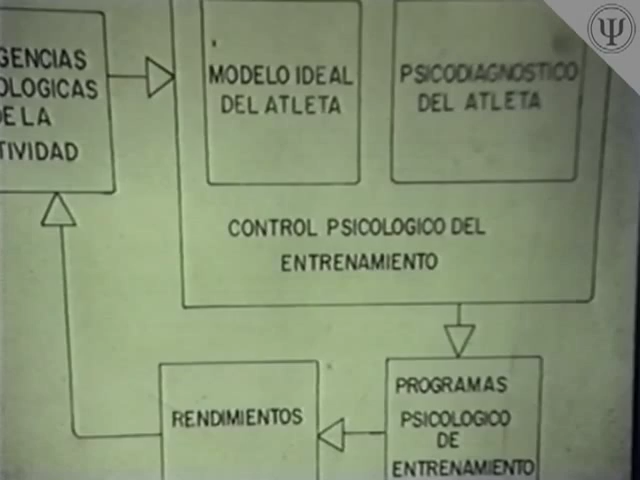 GENCIAS
OLOGICAS
DE LA
TIVIDAD
MODELO IDEAL
DEL ATLETA
PSICODIAGNOSTICO
DEL ATLETA
CONTROL PSICOLOGICO DEL
ENTRENAMIENTO
RENDIMIENTOS
PROGRAMAS
PSICOLOGICO
DE
ENTRENAMIENTO